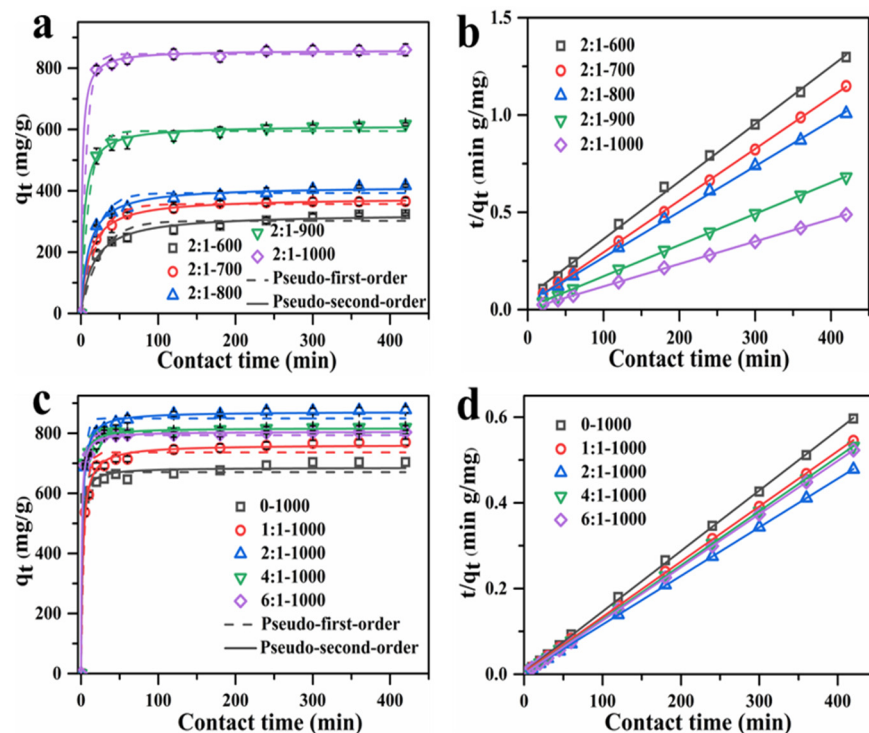 a
qt (mg/g)
800
600
400
200
0
2:1-600
2:1-700
2:1-800
2:1-900
2:1-1000
Pseudo-first-order
Pseudo-second-order
0 100 200 300 400
Contact time (min)
b
t/qt (min g/mg)
1.5
1.0
0.5
0.0
2:1-600
2:1-700
2:1-800
2:1-900
2:1-1000
0 100 200 300 400
Contact time (min)
c
qt (mg/g)
1000
800
600
400
200
0
0-1000
1:1-1000
2:1-1000
4:1-1000
6:1-1000
Pseudo-first-order
Pseudo-second-order
0 100 200 300 400
Contact time (min)
d
t/qt (min g/mg)
0.6
0.4
0.2
0.0
0-1000
1:1-1000
2:1-1000
4:1-1000
6:1-1000
0 100 200 300 400
Contact time (min)